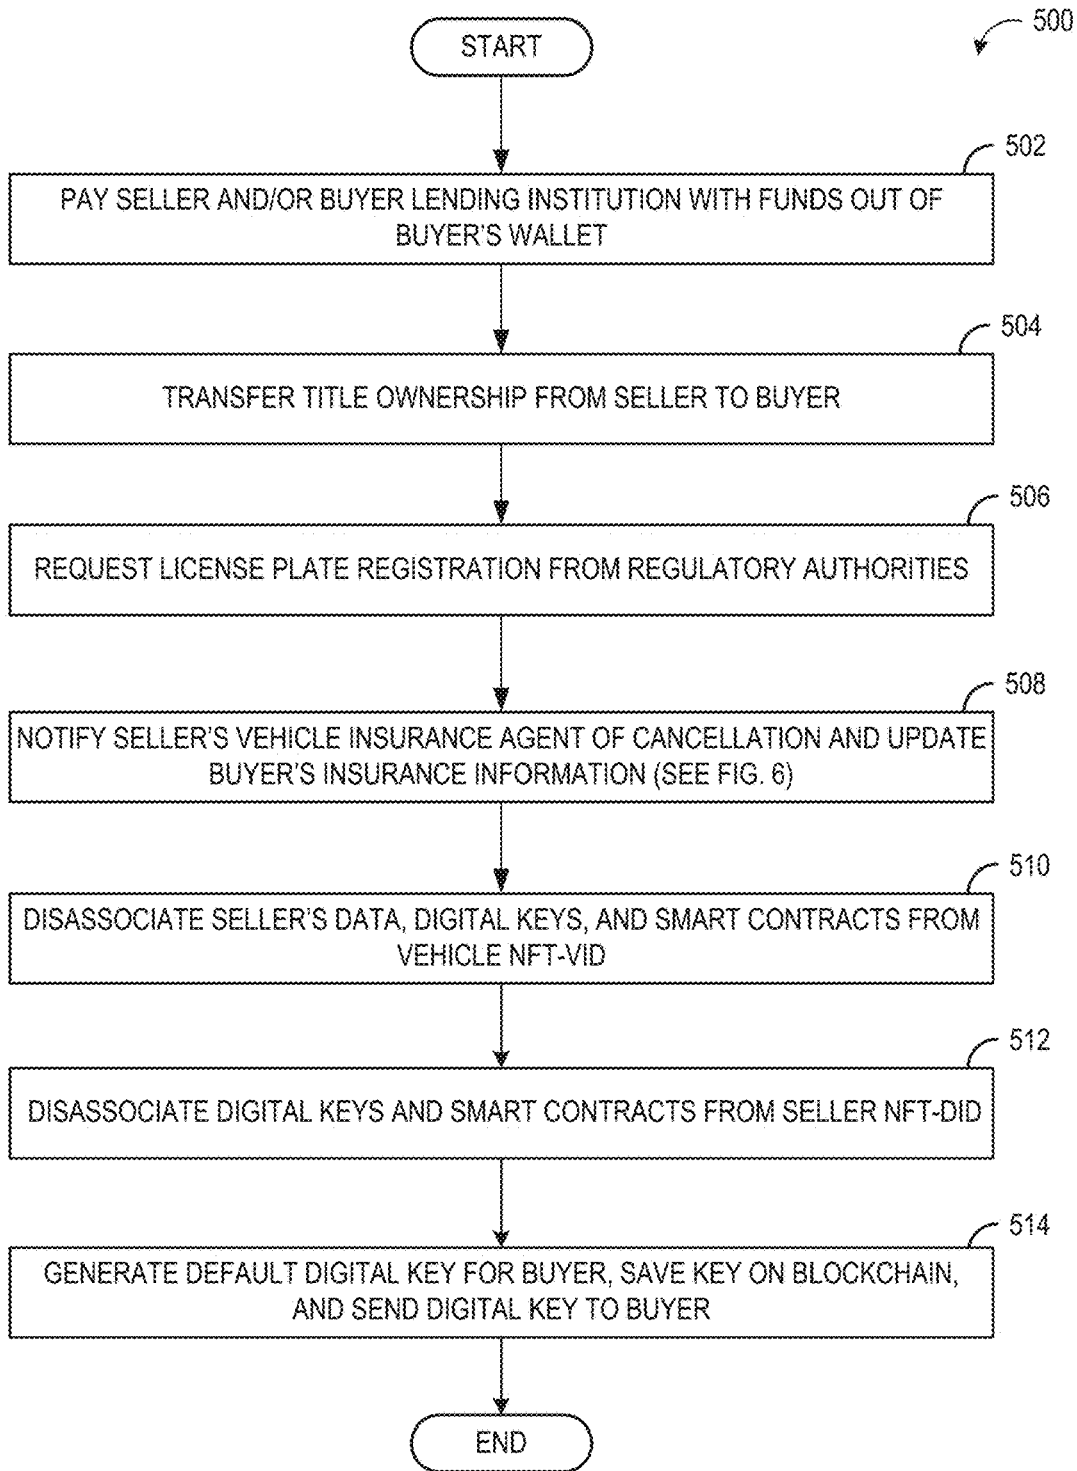 500
START
502
PAY SELLER AND/OR BUYER LENDING INSTITUTION WITH FUNDS OUT OF
BUYER'S WALLET
504
TRANSFER TITLE OWNERSHIP FROM SELLER TO BUYER
506
REQUEST LICENSE PLATE REGISTRATION FROM REGULATORY AUTHORITIES
508
NOTIFY SELLER'S VEHICLE INSURANCE AGENT OF CANCELLATION AND UPDATE
BUYER'S INSURANCE INFORMATION (SEE FIG. 6)
510
DISASSOCIATE SELLER'S DATA, DIGITAL KEYS, AND SMART CONTRACTS FROM
VEHICLE NFT-VID
512
DISASSOCIATE DIGITAL KEYS AND SMART CONTRACTS FROM SELLER NFT-DID
514
GENERATE DEFAULT DIGITAL KEY FOR BUYER, SAVE KEY ON BLOCKCHAIN,
AND SEND DIGITAL KEY TO BUYER
END